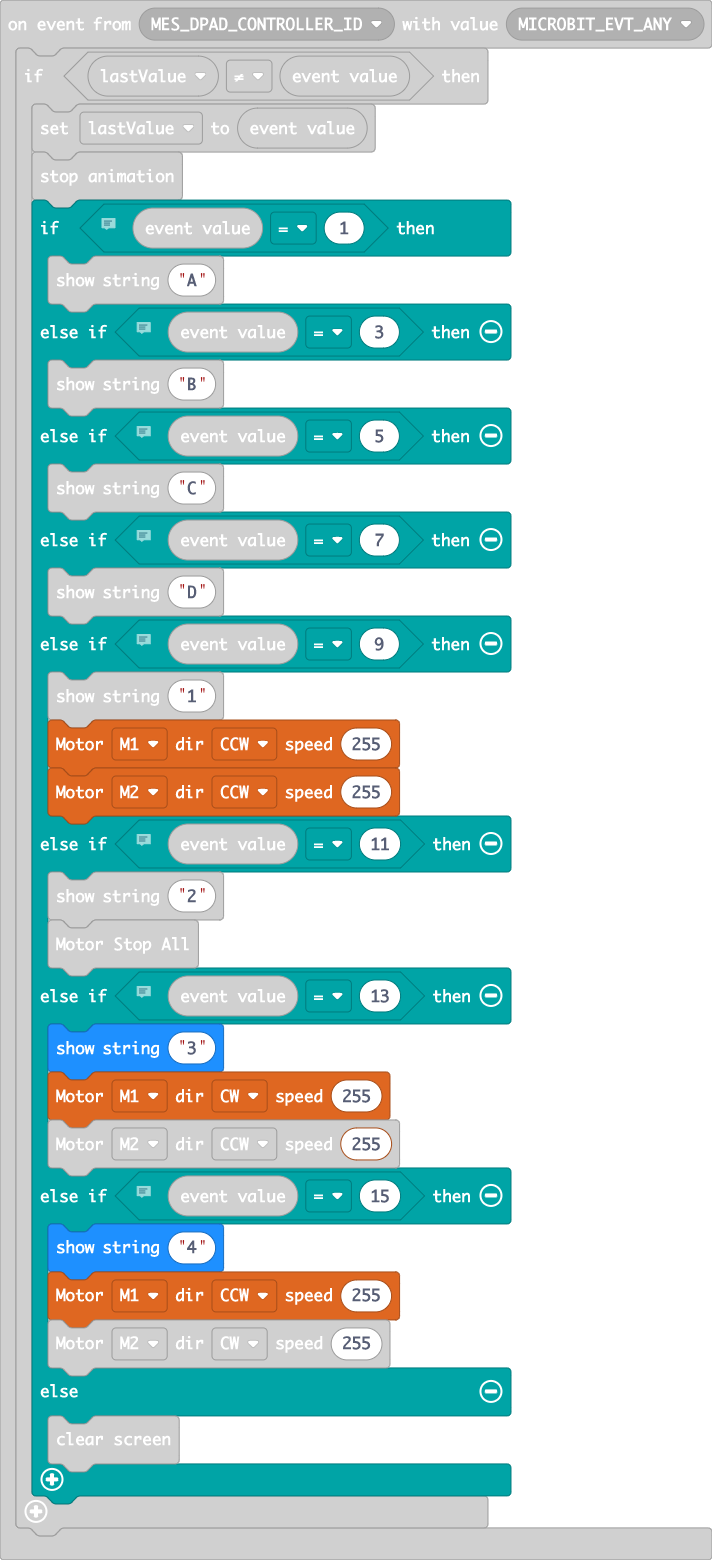 on event from MES_DPAD_CONTROLLER_ID with value MICROBIT_EVT_ANY
if lastValue ≠ event value then
set lastValue to event value
stop animation
if event value = 1 then
show string "A"
else if event value = 3 then
show string "B"
else if event value = 5 then
show string "C"
else if event value = 7 then
show string "D"
else if event value = 9 then
show string "1"
Motor M1 dir CCW speed 255
Motor M2 dir CCW speed 255
else if event value = 11 then
show string "2"
Motor Stop All
else if event value = 13 then
show string "3"
Motor M1 dir CW speed 255
Motor M2 dir CCW speed 255
else if event value = 15 then
show string "4"
Motor M1 dir CCW speed 255
Motor M2 dir CW speed 255
else
clear screen